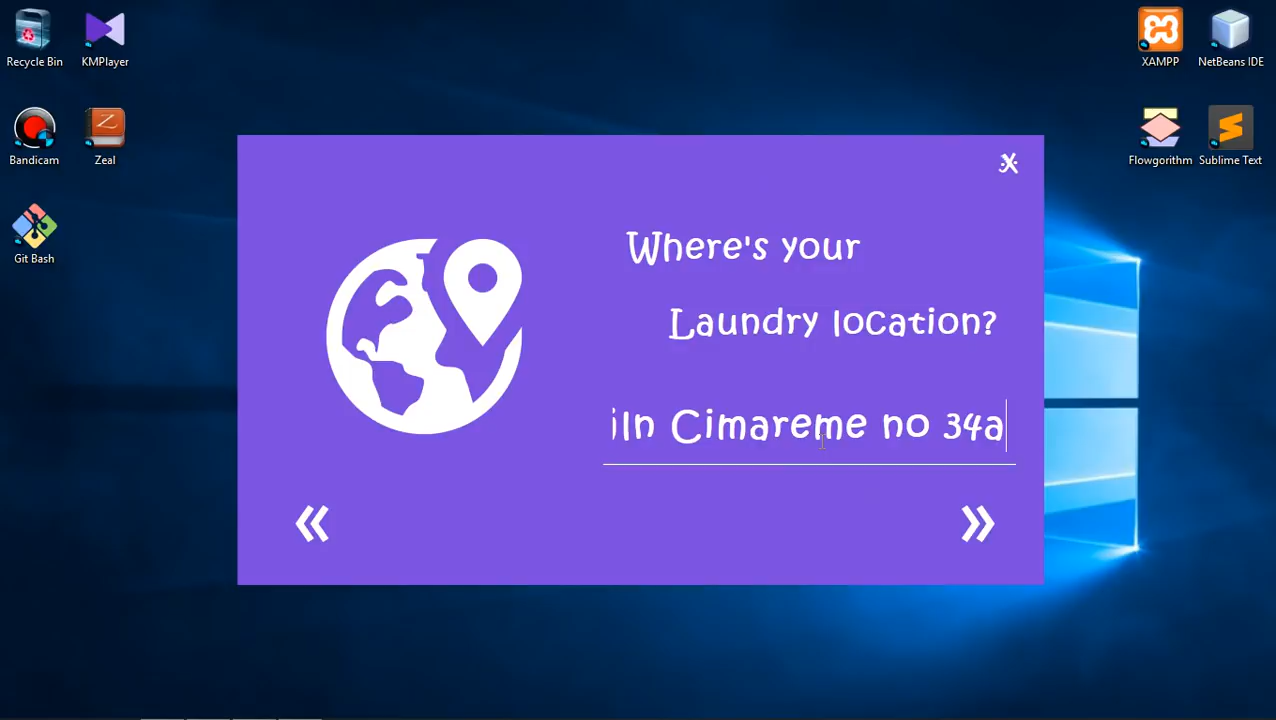 Recycle Bin
KMPlayer
XAMPP
NetBeans IDE
Bandicam
Zeal
Flowgorithm
Sublime Text
Git Bash
X
Where's your
Laundry location?
jln Cimareme no 34a